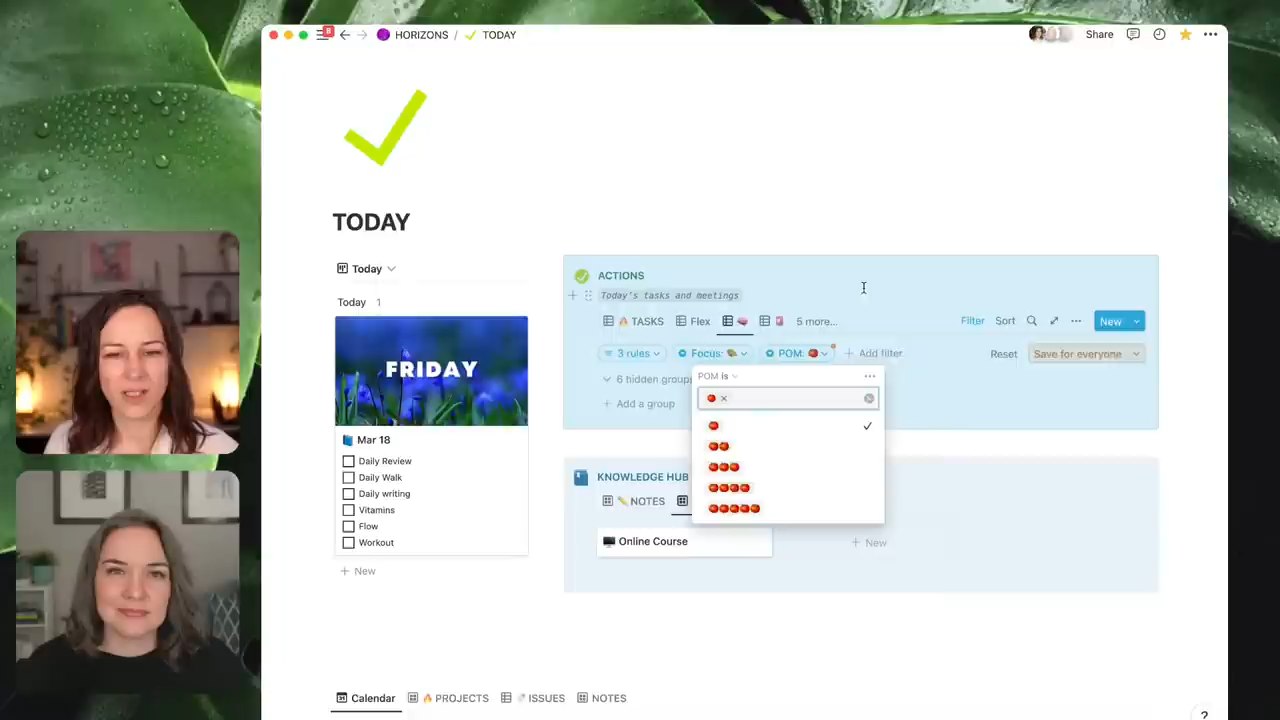 8
HORIZONS / TODAY
Share
TODAY
Today
Today 1
FRIDAY
Mar 18
Daily Review
Daily Walk
Daily writing
Vitamins
Flow
Workout
+ New
ACTIONS
Today's tasks and meetings
TASKS
Flex
5 more...
Filter
Sort
New
3 rules
Focus:
POM:
+ Add filter
Reset
Save for everyone
6 hidden group
+ Add a group
POM is
KNOWLEDGE HUB
NOTES
Online Course
+ New
Calendar
PROJECTS
ISSUES
NOTES
?